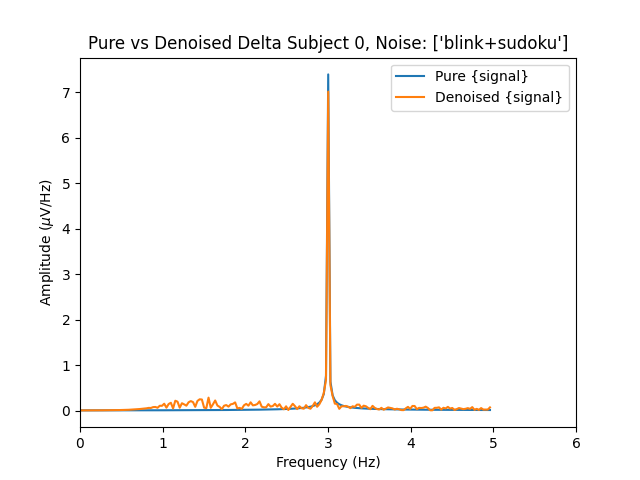 Pure vs Denoised Delta Subject 0, Noise: ['blink+sudoku']
Pure {signal}
Denoised {signal}
Amplitude (μV/Hz)
7
6
5
4
3
2
1
0
0 1 2 3 4 5 6
Frequency (Hz)